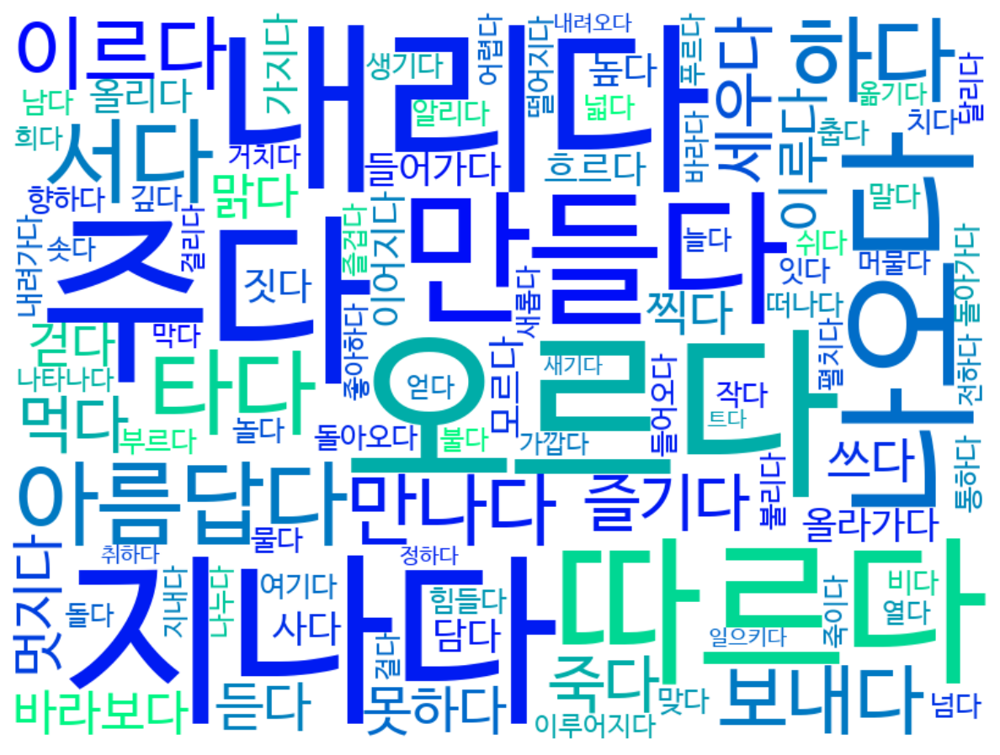 이르다
가지다
내리다
생기다
어렵다
떨어지다
내려오다
높다
푸르다
세우다
하다
달리다
남다
올리다
알리다
넓다
옮기다
희다
서다
거치다
들어가다
흐르다
바라다
이루다
춥다
치다
향하다
깊다
맑다
걸리다
즐겁다
이어지다
만들다
늘다
나오다
말다
내려가다
솟다
주다
짓다
쉬다
잇다
머물다
돌아가다
새롭다
찍다
떠나다
걷다
막다
좋아하다
나타나다
타다
오르다
얻다
모르다
새기다
들어오다
작다
트다
펼치다
전하다
먹다
부르다
놀다
돌아오다
불다
가깝다
쓰다
통하다
아름답다
물다
만나다
즐기다
불리다
올라가다
멋지다
취하다
지나다
정하다
따르다
돌다
지내다
나누다
여기다
사다
힘들다
담다
걸다
비다
열다
죽이다
일으키다
바라보다
듣다
못하다
죽다
맞다
이루어지다
보내다
넘다